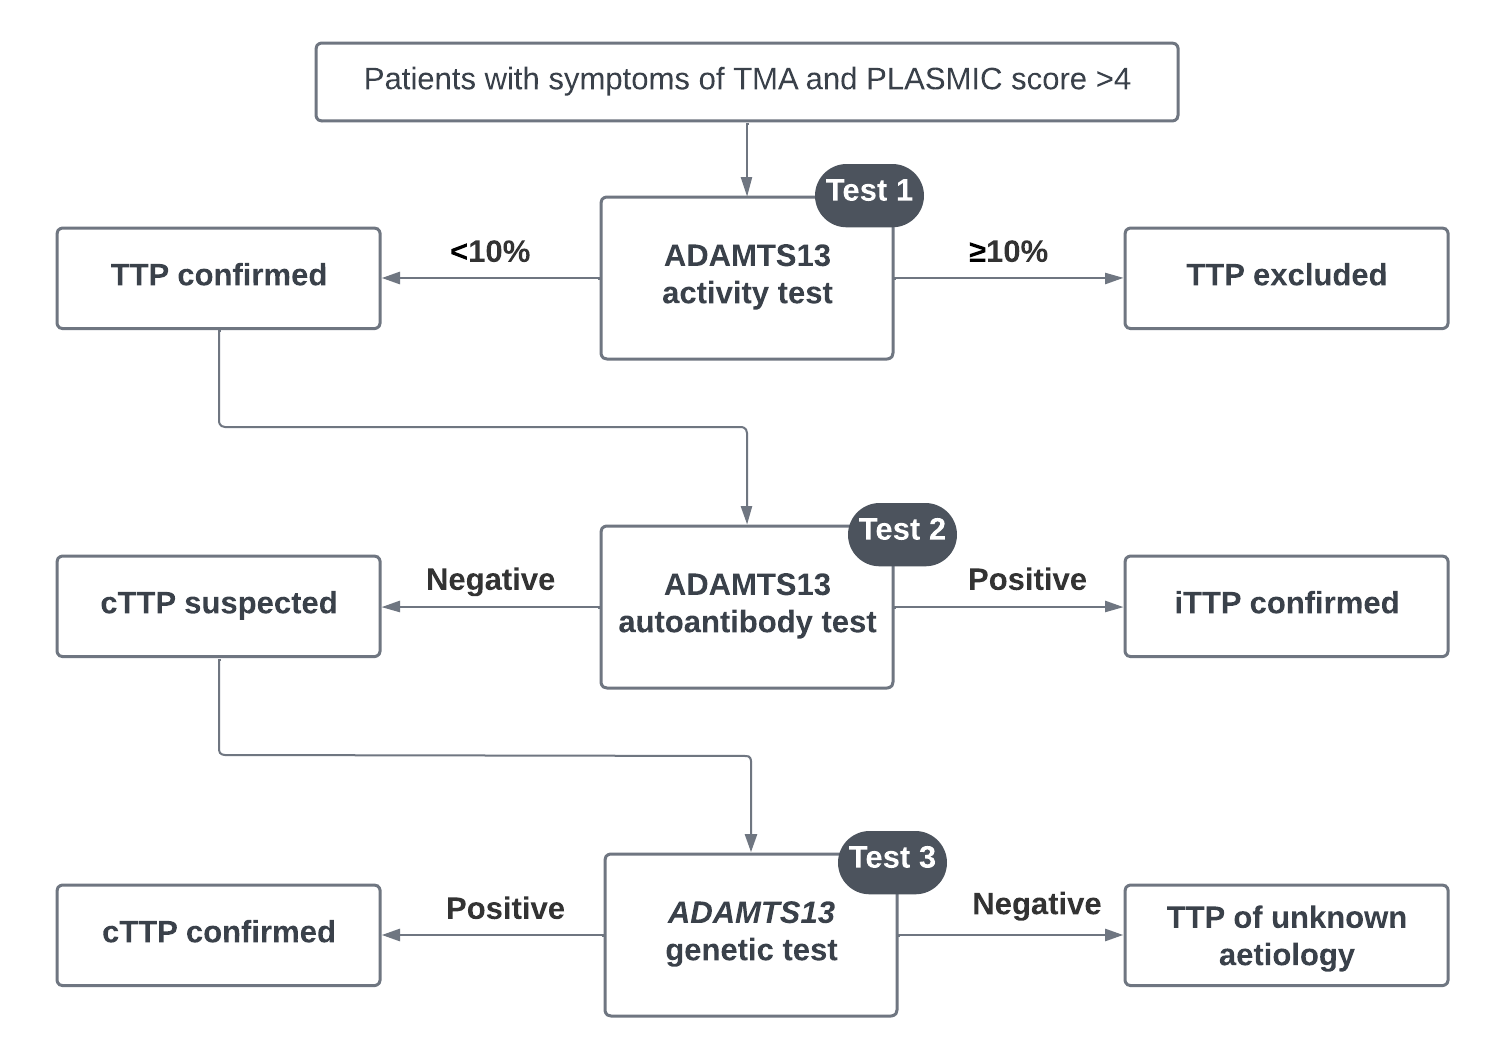 Patients with symptoms of TMA and PLASMIC score >4
Test 1
TTP confirmed
<10%
ADAMTS13
activity test
≥10%
TTP excluded
Test 2
cTTP suspected
Negative
ADAMTS13
autoantibody test
Positive
iTTP confirmed
Test 3
cTTP confirmed
Positive
ADAMTS13
genetic test
Negative
TTP of unknown
aetiology